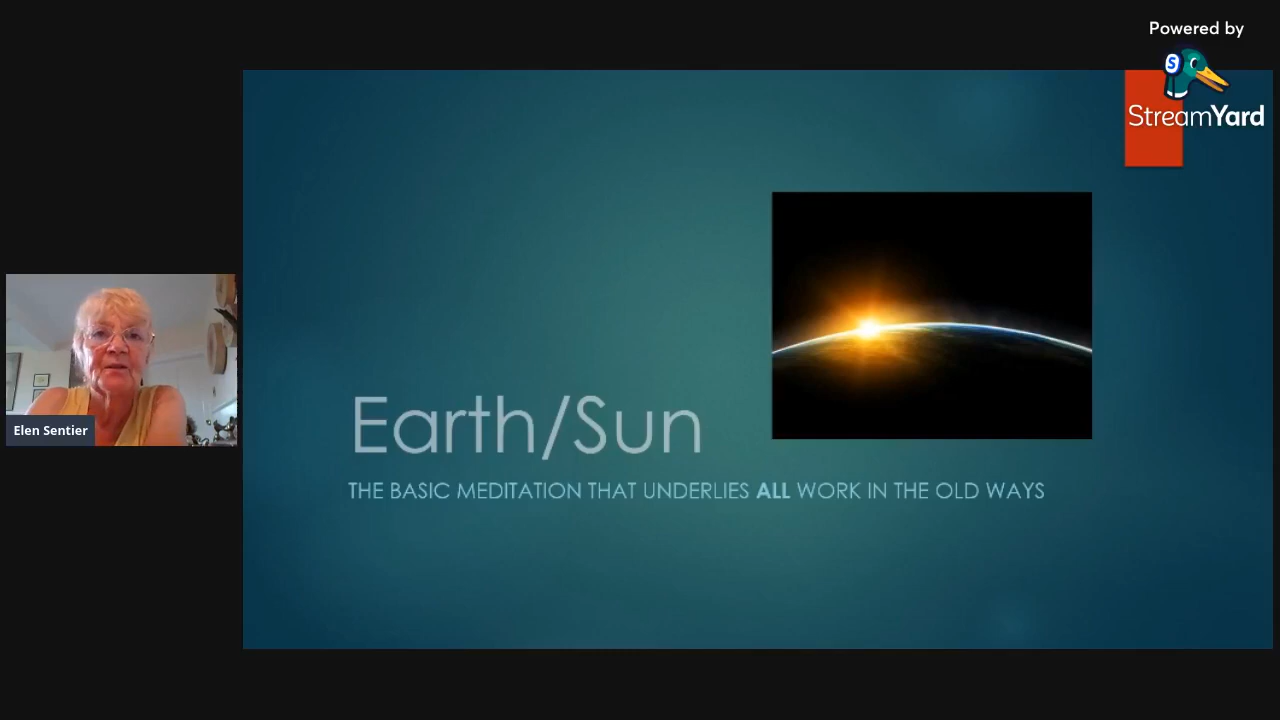 Powered by
S
StreamYard
Elen Sentier
Earth/Sun
THE BASIC MEDITATION THAT UNDERLIES ALL WORK IN THE OLD WAYS